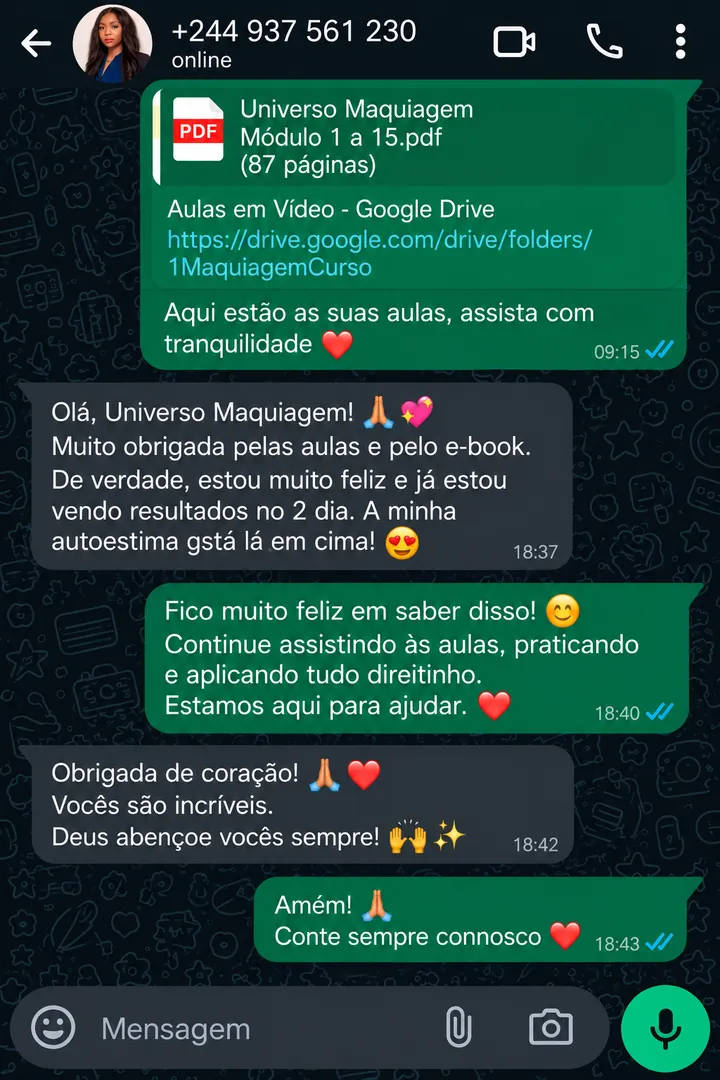 +244 937 561 230
online
PDF
Universo Maquiagem
Módulo 1 a 15.pdf
(87 páginas)
Aulas em Vídeo - Google Drive
https://drive.google.com/drive/folders/
1MaquiagemCurso
Aqui estão as suas aulas, assista com
tranquilidade ❤️
09:15
Olá, Universo Maquiagem! 🙏🏽💖
Muito obrigada pelas aulas e pelo e-book.
De verdade, estou muito feliz e já estou
vendo resultados no 2 dia. A minha
autoestima gstá lá em cima! 😍
18:37
Fico muito feliz em saber disso! 😊
Continue assistindo às aulas, praticando
e aplicando tudo direitinho.
Estamos aqui para ajudar. ❤️
18:40
Obrigada de coração! 🙏🏽❤️
Vocês são incríveis.
Deus abençoe vocês sempre! 🙌✨
18:42
Amém! 🙏🏽
Conte sempre connosco ❤️
18:43
Mensagem